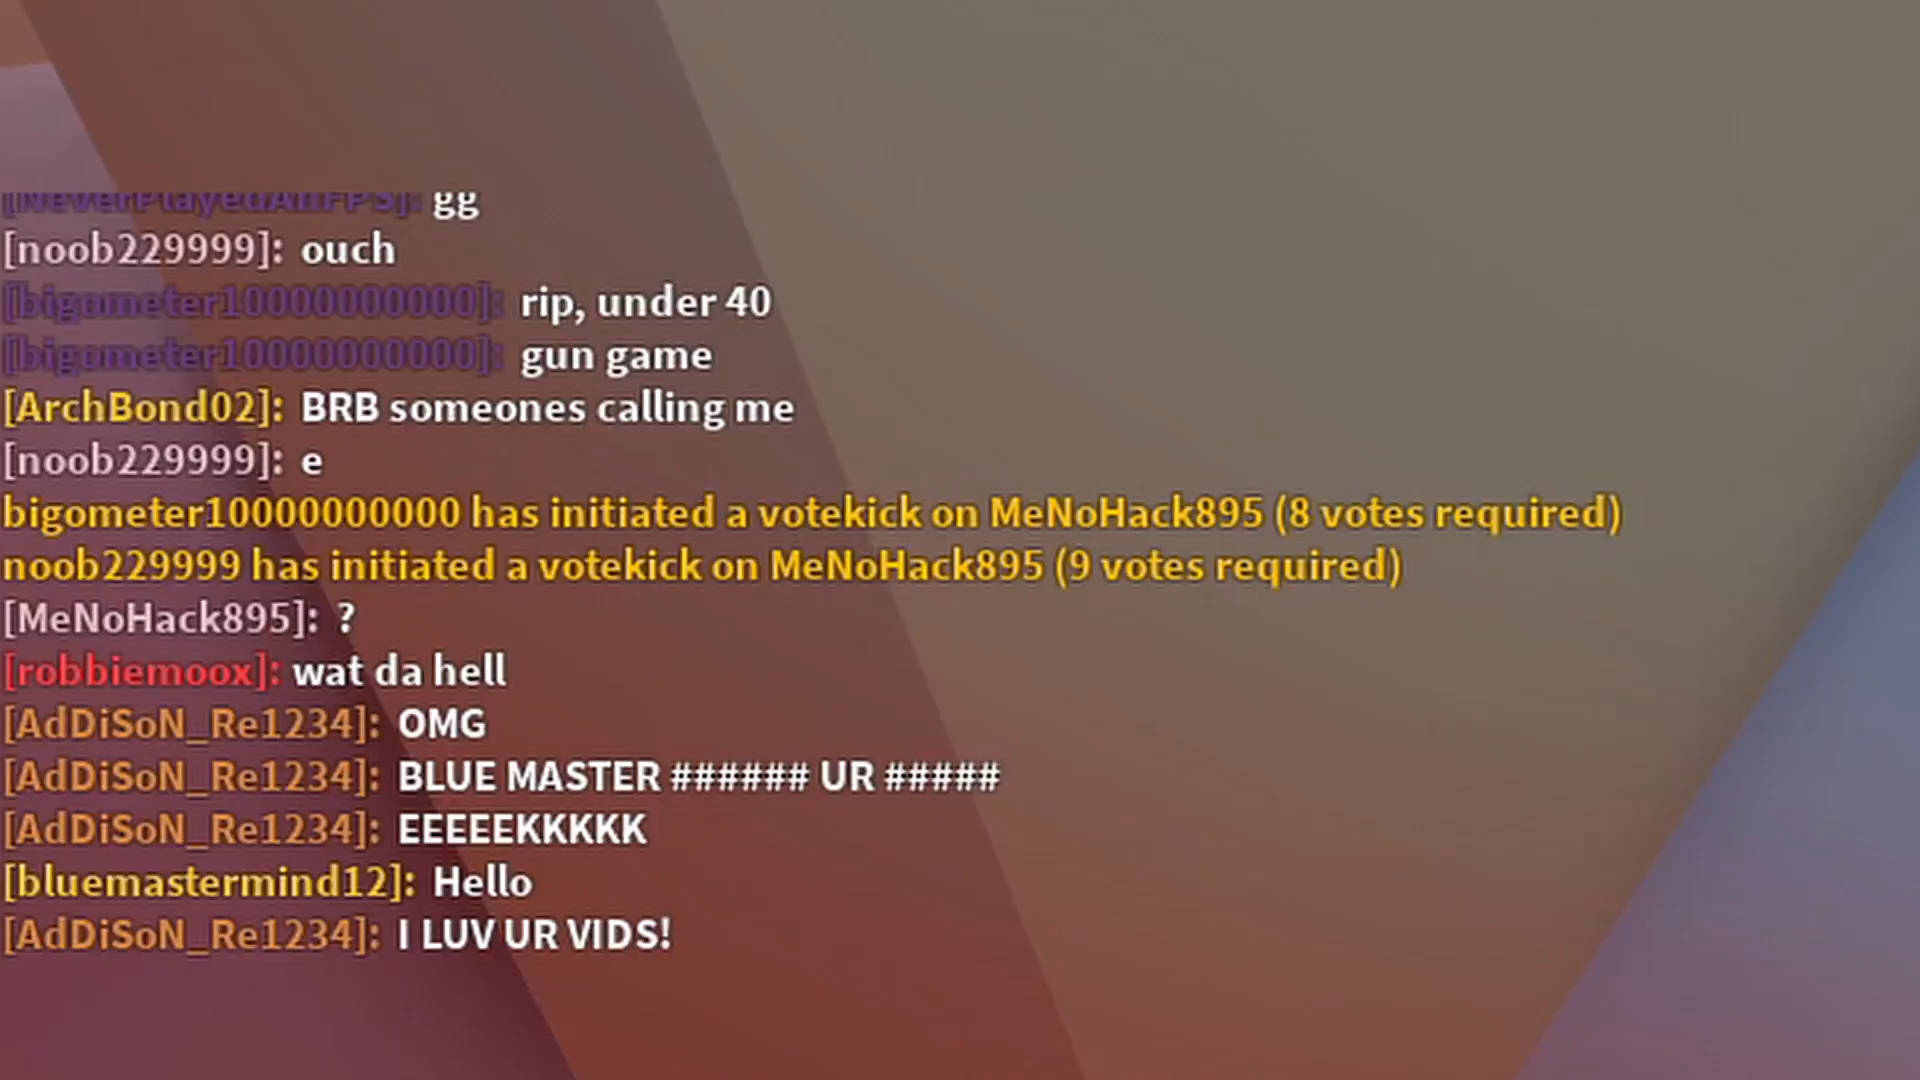 [NeverPlayedAnFPS]: gg
[noob229999]: ouch
[bigometer10000000000]: rip, under 40
[bigometer10000000000]: gun game
[ArchBond02]: BRB someones calling me
[noob229999]: e
bigometer10000000000 has initiated a votekick on MeNoHack895 (8 votes required)
noob229999 has initiated a votekick on MeNoHack895 (9 votes required)
[MeNoHack895]: ?
[robbiemoox]: wat da hell
[AdDiSoN_Re1234]: OMG
[AdDiSoN_Re1234]: BLUE MASTER ###### UR #####
[AdDiSoN_Re1234]: EEEEEKKKKK
[bluemastermind12]: Hello
[AdDiSoN_Re1234]: I LUV UR VIDS!